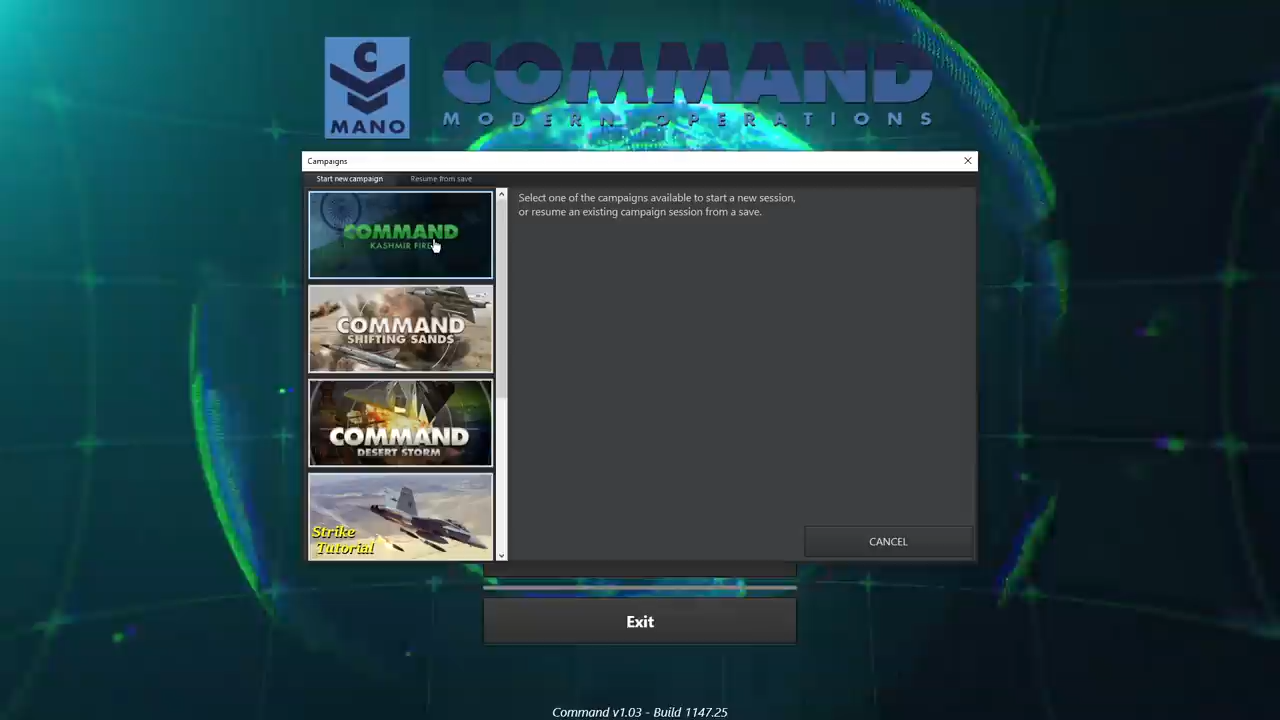 C
MANO
COMMAND
MODERN OPERATIONS
Campaigns
Start new campaign
Resume from save
COMMAND
KASHMIR FIRE
Select one of the campaigns available to start a new session,
or resume an existing campaign session from a save.
COMMAND
SHIFTING SANDS
COMMAND
DESERT STORM
Strike
Tutorial
CANCEL
Exit
Command v1.03 - Build 1147.25